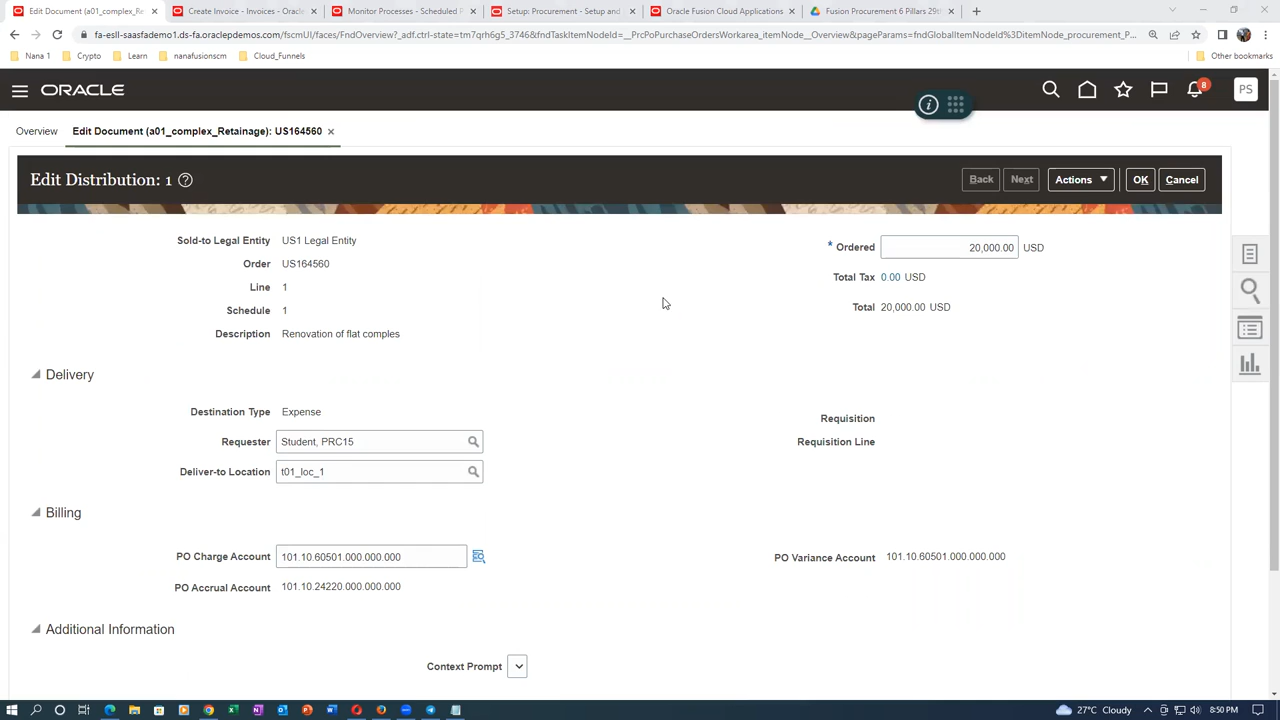 Edit Document (a01_complex_Re
Create Invoice - Invoices - Oracle
Monitor Processes - Scheduled P
Setup: Procurement - Setup and
Oracle Fusion Cloud Applications
Fusion Procurement 6 Pillars 29th
fa-esll-saasfademo1.ds-fa.oraclepdemos.com/fscmUI/faces/FndOverview?_adf.ctrl-state=tm7qrh6g5_3746&fndTaskItemNodeId=__PrcPoPurchaseOrdersWorkarea_itemNode__Overview&pageParams=fndGlobalItemNodeId%3DitemNode_procurement_P...
Nana 1
Crypto
Learn
nanafusionscm
Cloud_Funnels
Other bookmarks
ORACLE
8
PS
Overview
Edit Document (a01_complex_Retainage): US164560
Edit Distribution: 1
Back
Next
Actions
OK
Cancel
Sold-to Legal Entity US1 Legal Entity
Order US164560
Line 1
Schedule 1
Description Renovation of flat comples
* Ordered 20,000.00 USD
Total Tax 0.00 USD
Total 20,000.00 USD
Delivery
Destination Type Expense
Requester Student, PRC15
Deliver-to Location t01_loc_1
Requisition
Requisition Line
Billing
PO Charge Account 101.10.60501.000.000.000
PO Accrual Account 101.10.24220.000.000.000
PO Variance Account 101.10.60501.000.000.000
Additional Information
Context Prompt
27°C Cloudy
8:50 PM